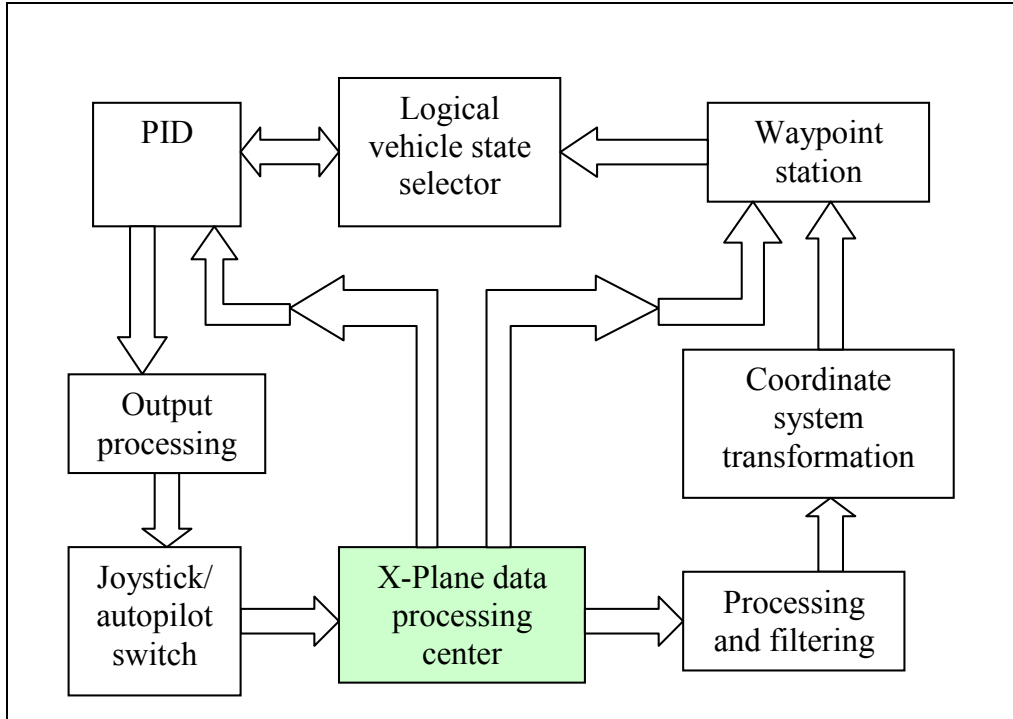 PID
Logical
vehicle state
selector
Waypoint
station
Output
processing
Coordinate
system
transformation
Joystick/
autopilot
switch
X-Plane data
processing
center
Processing
and filtering